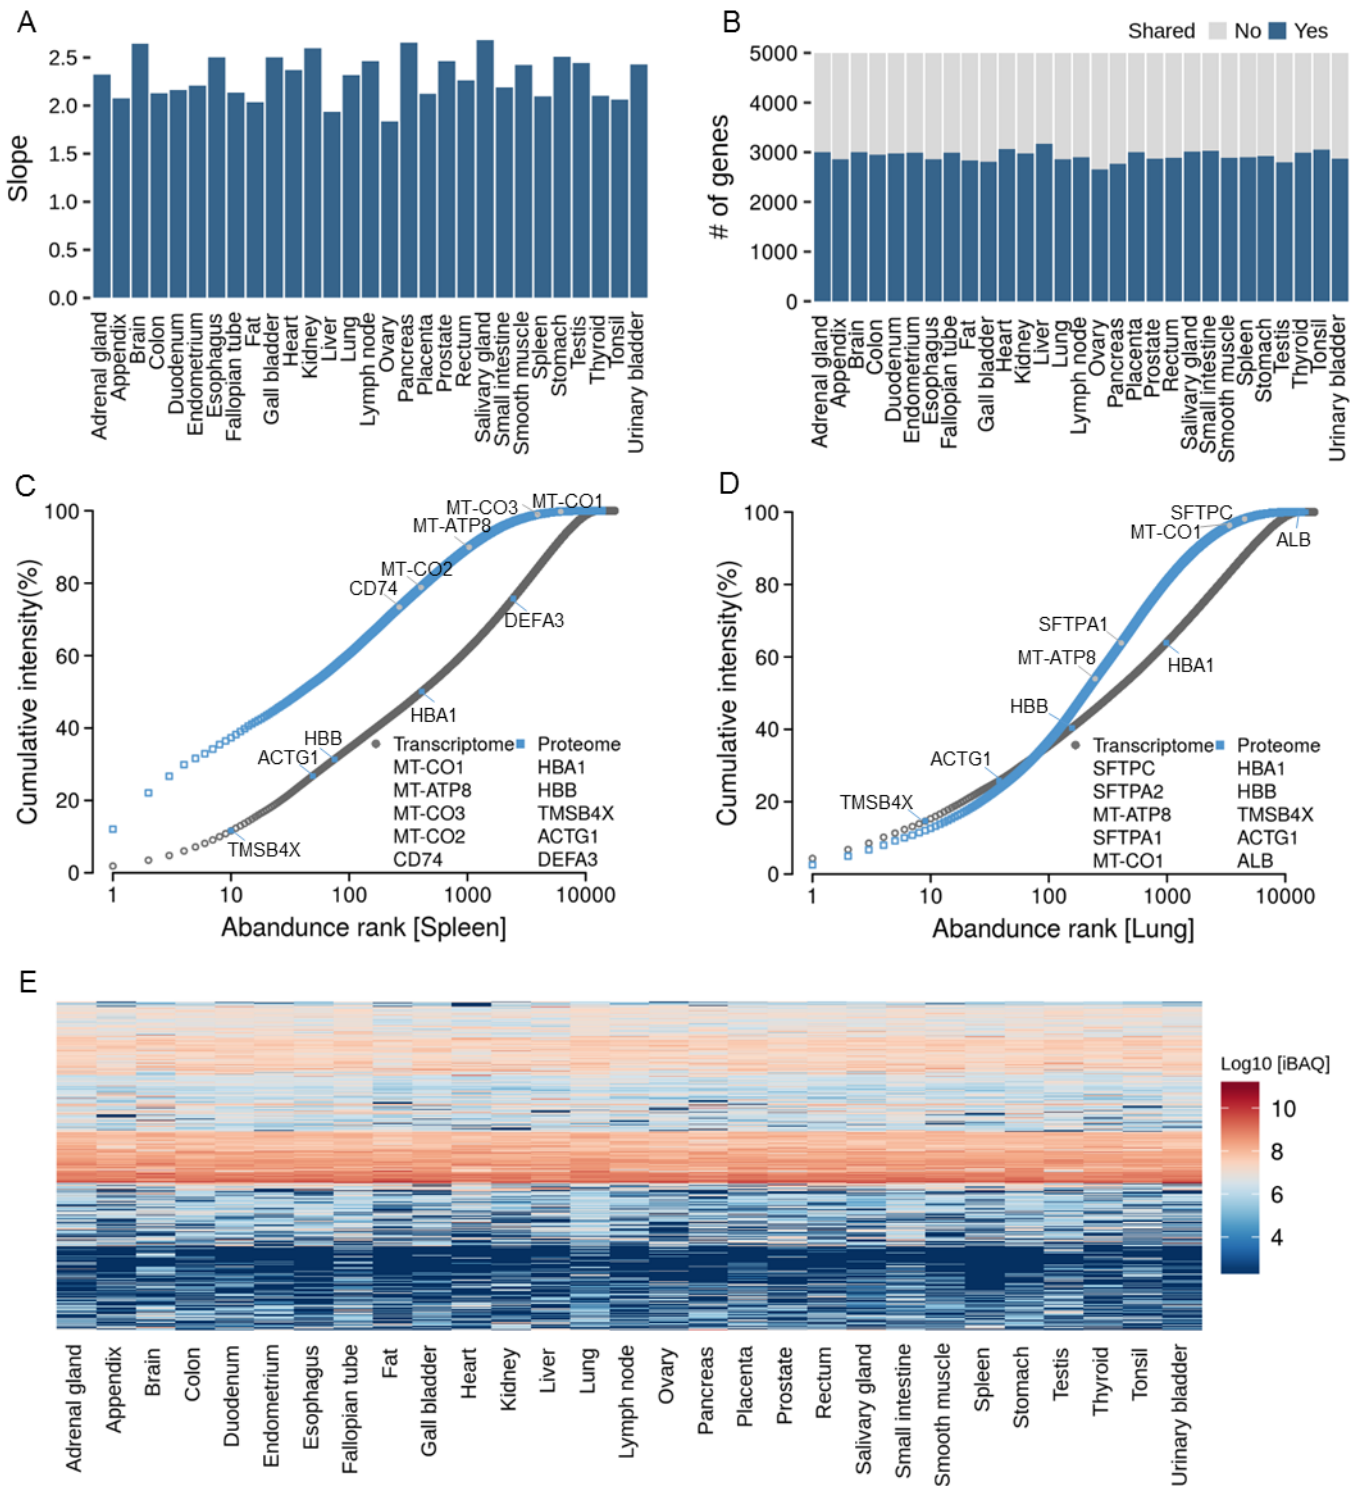 A
Slope
2.5
2.0
1.5
1.0
0.5
0.0
Adrenal gland
Appendix
Brain
Colon
Duodenum
Endometrium
Esophagus
Fallopian tube
Fat
Gall bladder
Heart
Kidney
Liver
Lung
Lymph node
Ovary
Pancreas
Placenta
Prostate
Rectum
Salivary gland
Small intestine
Smooth muscle
Spleen
Stomach
Testis
Thyroid
Tonsil
Urinary bladder
B
Shared No Yes
# of genes
5000
4000
3000
2000
1000
0
Adrenal gland
Appendix
Brain
Colon
Duodenum
Endometrium
Esophagus
Fallopian tube
Fat
Gall bladder
Heart
Kidney
Liver
Lung
Lymph node
Ovary
Pancreas
Placenta
Prostate
Rectum
Salivary gland
Small intestine
Smooth muscle
Spleen
Stomach
Testis
Thyroid
Tonsil
Urinary bladder
C
Cumulative intensity(%)
100
80
60
40
20
0
MT-CO3
MT-CO1
MT-ATP8
MT-CO2
CD74
DEFA3
HBA1
HBB
ACTG1
TMSB4X
Transcriptome Proteome
MT-CO1 HBA1
MT-ATP8 HBB
MT-CO3 TMSB4X
MT-CO2 ACTG1
CD74 DEFA3
1 10 100 1000 10000
Abandunce rank [Spleen]
D
Cumulative intensity(%)
100
80
60
40
20
0
SFTPC
MT-CO1
ALB
SFTPA1
MT-ATP8
HBA1
HBB
ACTG1
TMSB4X
Transcriptome Proteome
SFTPC HBA1
SFTPA2 HBB
MT-ATP8 TMSB4X
SFTPA1 ACTG1
MT-CO1 ALB
1 10 100 1000 10000
Abandunce rank [Lung]
E
Log10 [iBAQ]
10
8
6
4
Adrenal gland
Appendix
Brain
Colon
Duodenum
Endometrium
Esophagus
Fallopian tube
Fat
Gall bladder
Heart
Kidney
Liver
Lung
Lymph node
Ovary
Pancreas
Placenta
Prostate
Rectum
Salivary gland
Small intestine
Smooth muscle
Spleen
Stomach
Testis
Thyroid
Tonsil
Urinary bladder